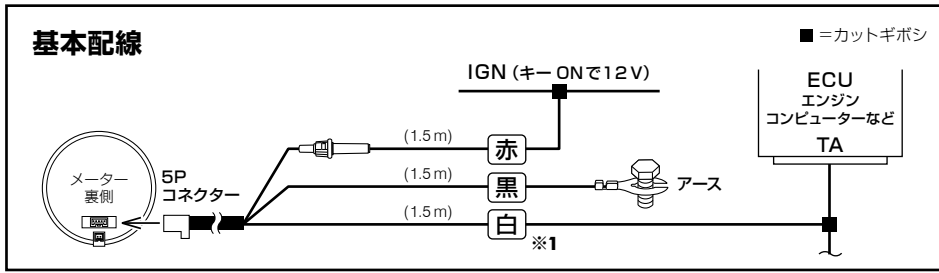 基本配線
■=カットギボシ
IGN (キーONで12V)
ECU
エンジン
コンピューターなど
TA
(1.5m)
赤
メーター
裏側
5P
コネクター
(1.5m)
黒
アース
(1.5m)
白
※1